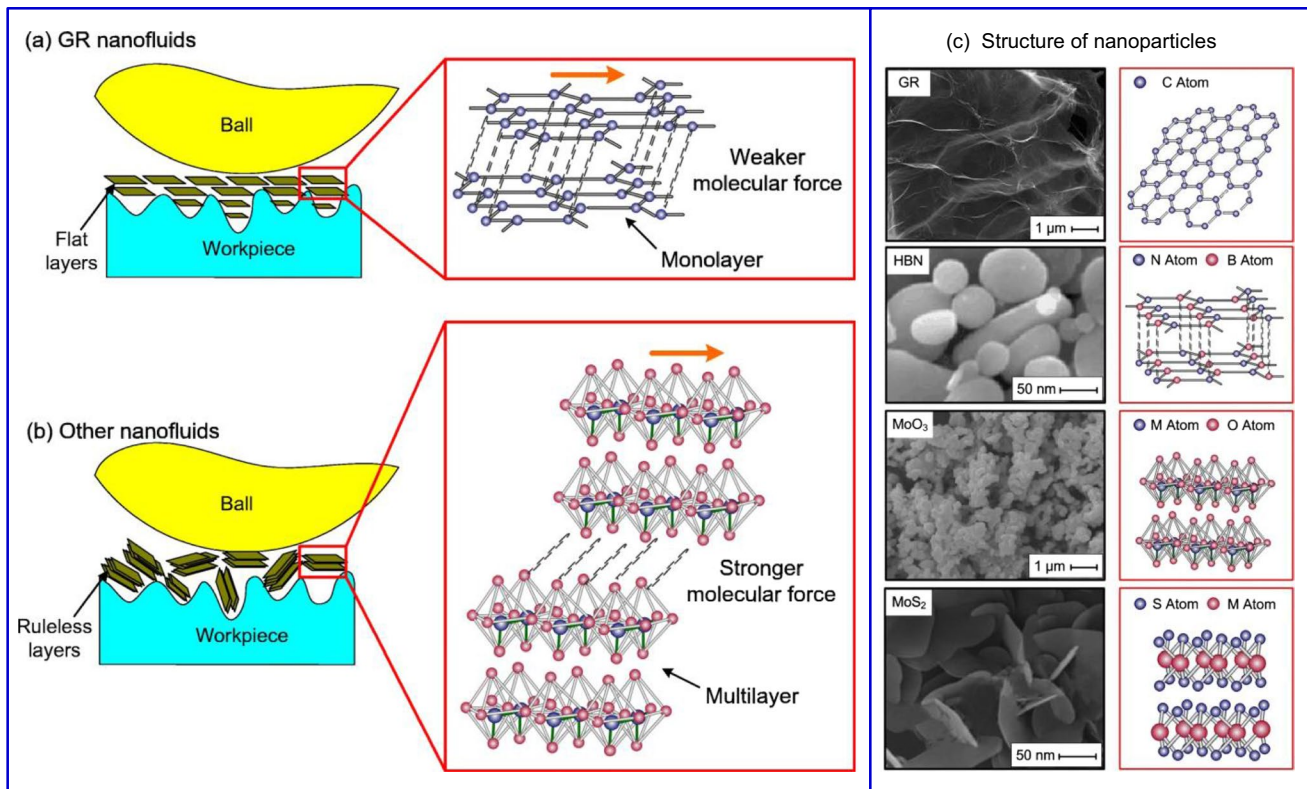 (a) GR nanofluids
Ball
Flat
layers
Workpiece
Weaker
molecular force
Monolayer
(b) Other nanofluids
Ball
Ruleless
layers
Workpiece
Stronger
molecular force
Multilayer
(c) Structure of nanoparticles
GR
1 μm
C Atom
HBN
50 nm
N Atom B Atom
MoO₃
1 μm
M Atom O Atom
MoS₂
50 nm
S Atom M Atom